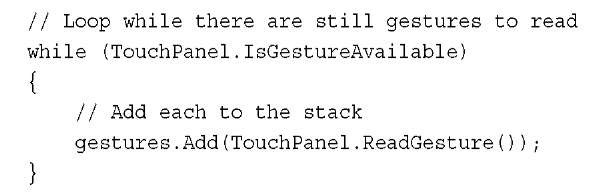 // Loop while there are still gestures to read
while (TouchPanel.IsGestureAvailable)
{
// Add each to the stack
gestures.Add(TouchPanel.ReadGesture());
}